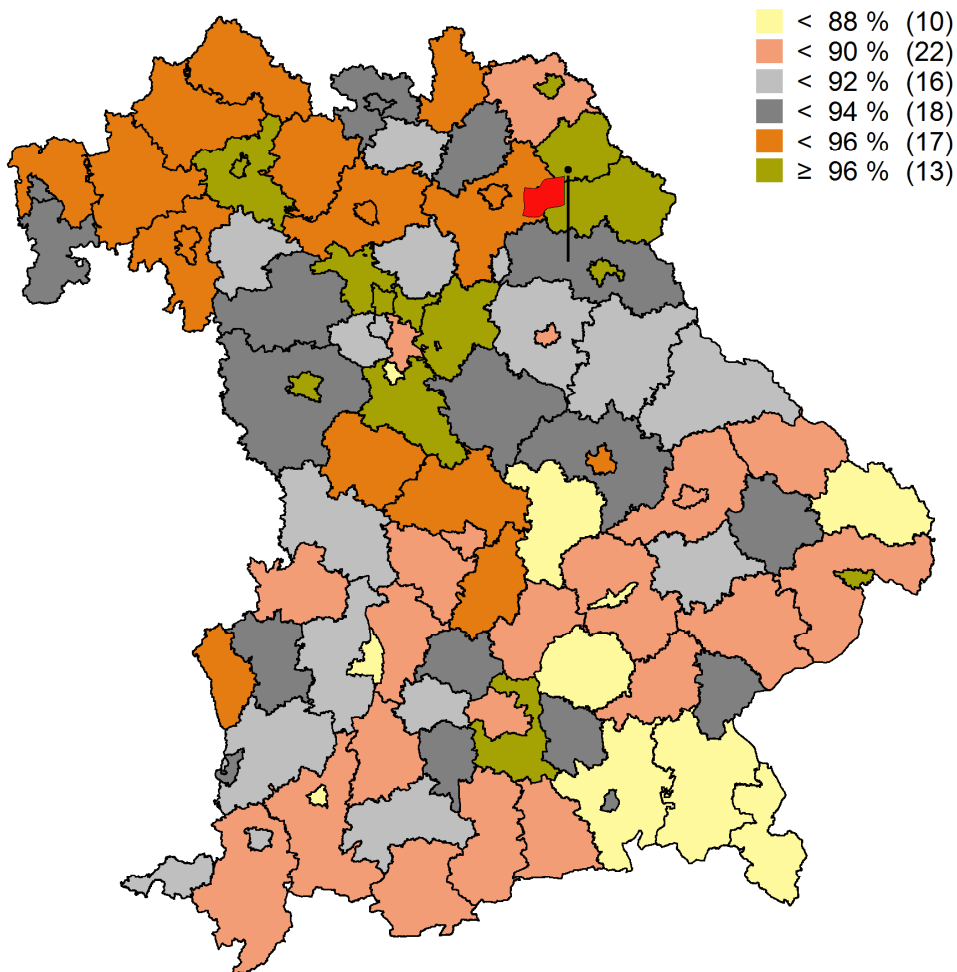 < 88 % (10)
< 90 % (22)
< 92 % (16)
< 94 % (18)
< 96 % (17)
≥ 96 % (13)